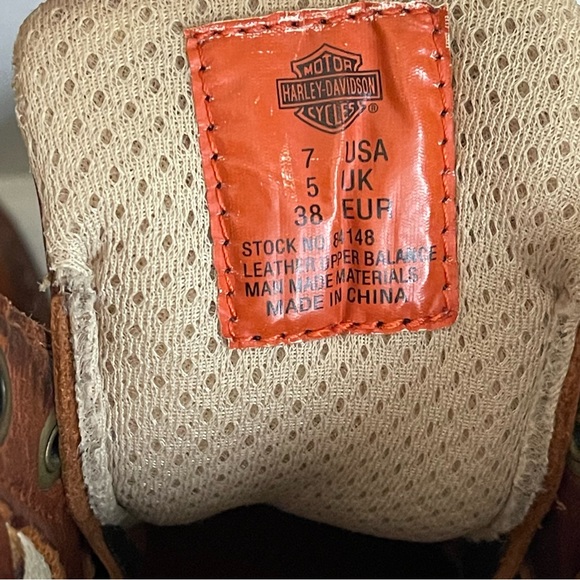 MOTOR
HARLEY-DAVIDSON
CYCLES®
7 USA
5 UK
38 EUR
STOCK NO.
LEATHER UPPER BALANCE
MAN MADE MATERIALS
MADE IN CHINA